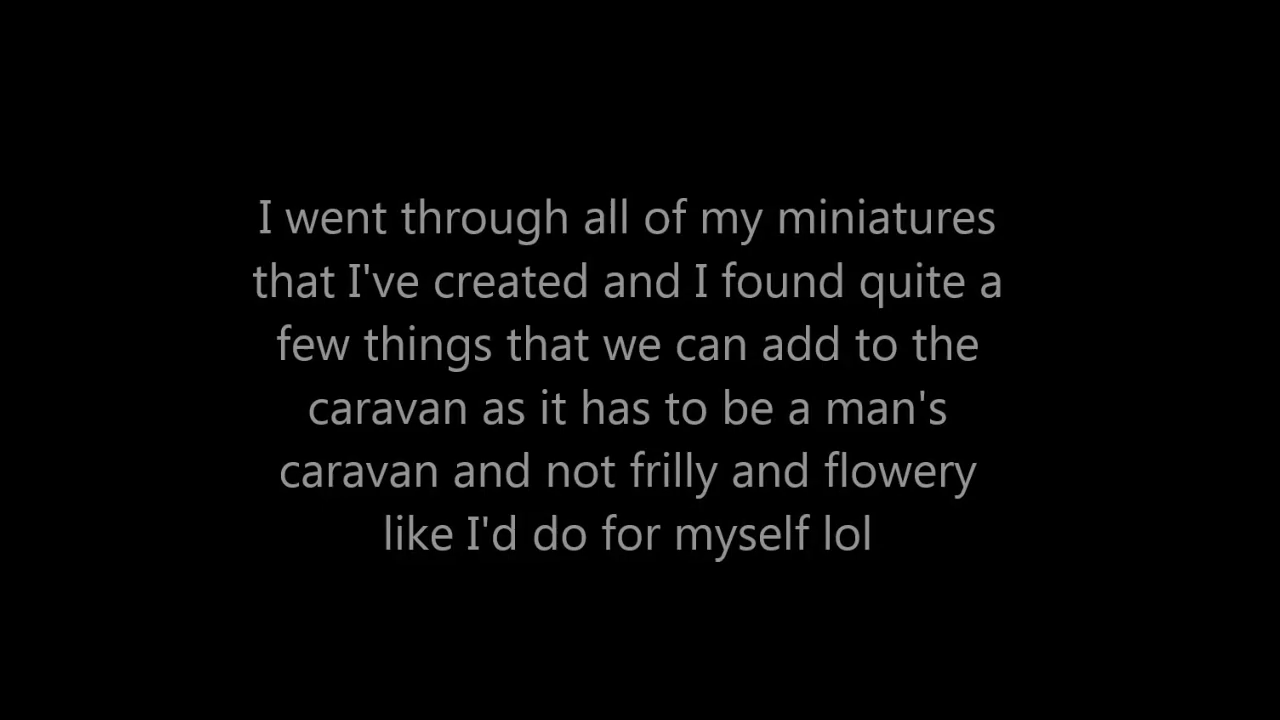 I went through all of my miniatures
that I've created and I found quite a
few things that we can add to the
caravan as it has to be a man's
caravan and not frilly and flowery
like I'd do for myself lol